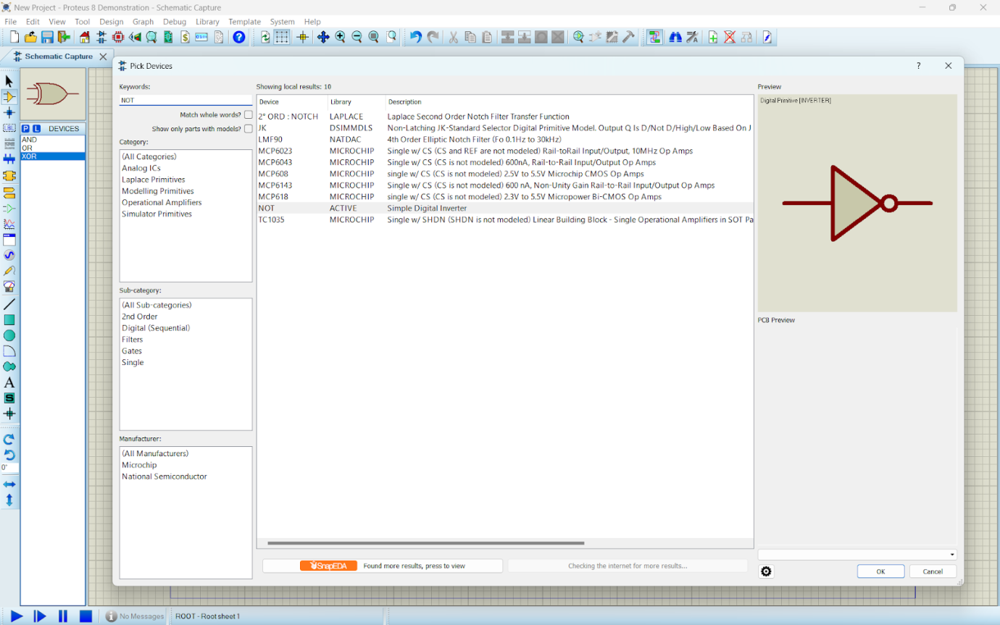 New Project - Proteus 8 Demonstration - Schematic Capture
File Edit View Tool Design Graph Debug Library Template System Help
Schematic Capture
Pick Devices
?
Keywords:
NOT
Match whole words?
Show only parts with models?
Category:
(All Categories)
Analog ICs
Laplace Primitives
Modelling Primitives
Operational Amplifiers
Simulator Primitives
Sub-category:
(All Sub-categories)
2nd Order
Digital (Sequential)
Filters
Gates
Single
Manufacturer:
(All Manufacturers)
Microchip
National Semiconductor
Showing local results: 10
Device Library Description
2° ORD : NOTCH LAPLACE Laplace Second Order Notch Filter Transfer Function
JK DSIMMDLS Non-Latching JK-Standard Selector Digital Primitive Model. Output Q Is D/Not D/High/Low Based On J
LMF90 NATDAC 4th Order Elliptic Notch Filter (Fo 0.1Hz to 30kHz)
MCP6023 MICROCHIP Single w/ CS (CS and REF are not modeled) Rail-toRail Input/Output, 10MHz Op Amps
MCP6043 MICROCHIP Single w/ CS (CS is not modeled) 600nA, Rail-to-Rail Input/Output Op Amps
MCP608 MICROCHIP single w/ CS (CS is not modeled) 2.5V to 5.5V Microchip CMOS Op Amps
MCP6143 MICROCHIP Single w/ CS (CS is not modeled) 600 nA, Non-Unity Gain Rail-to-Rail Input/Output Op Amps
MCP618 MICROCHIP single w/ CS (CS is not modeled) 2.3V to 5.5V Micropower Bi-CMOS Op Amps
NOT ACTIVE Simple Digital Inverter
TC1035 MICROCHIP Single w/ SHDN (SHDN is not modeled) Linear Building Block - Single Operational Amplifiers in SOT Pa
SnapEDA Found more results, press to view
Checking the internet for more results...
Preview
Digital Primitive [INVERTER]
PCB Preview
OK Cancel
P L DEVICES
AND
OR
XOR
LBL
A
S
0°
No Messages
ROOT - Root sheet 1